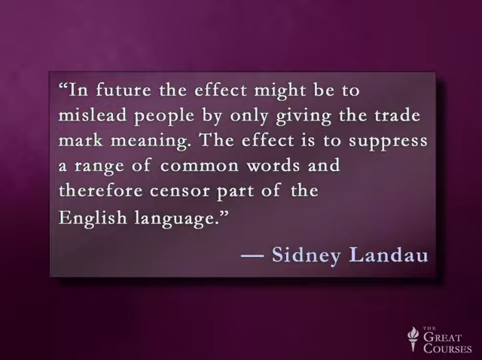 “In future the effect might be to
mislead people by only giving the trade
mark meaning. The effect is to suppress
a range of common words and
therefore censor part of the
English language.”
— Sidney Landau
THE
GREAT
COURSES